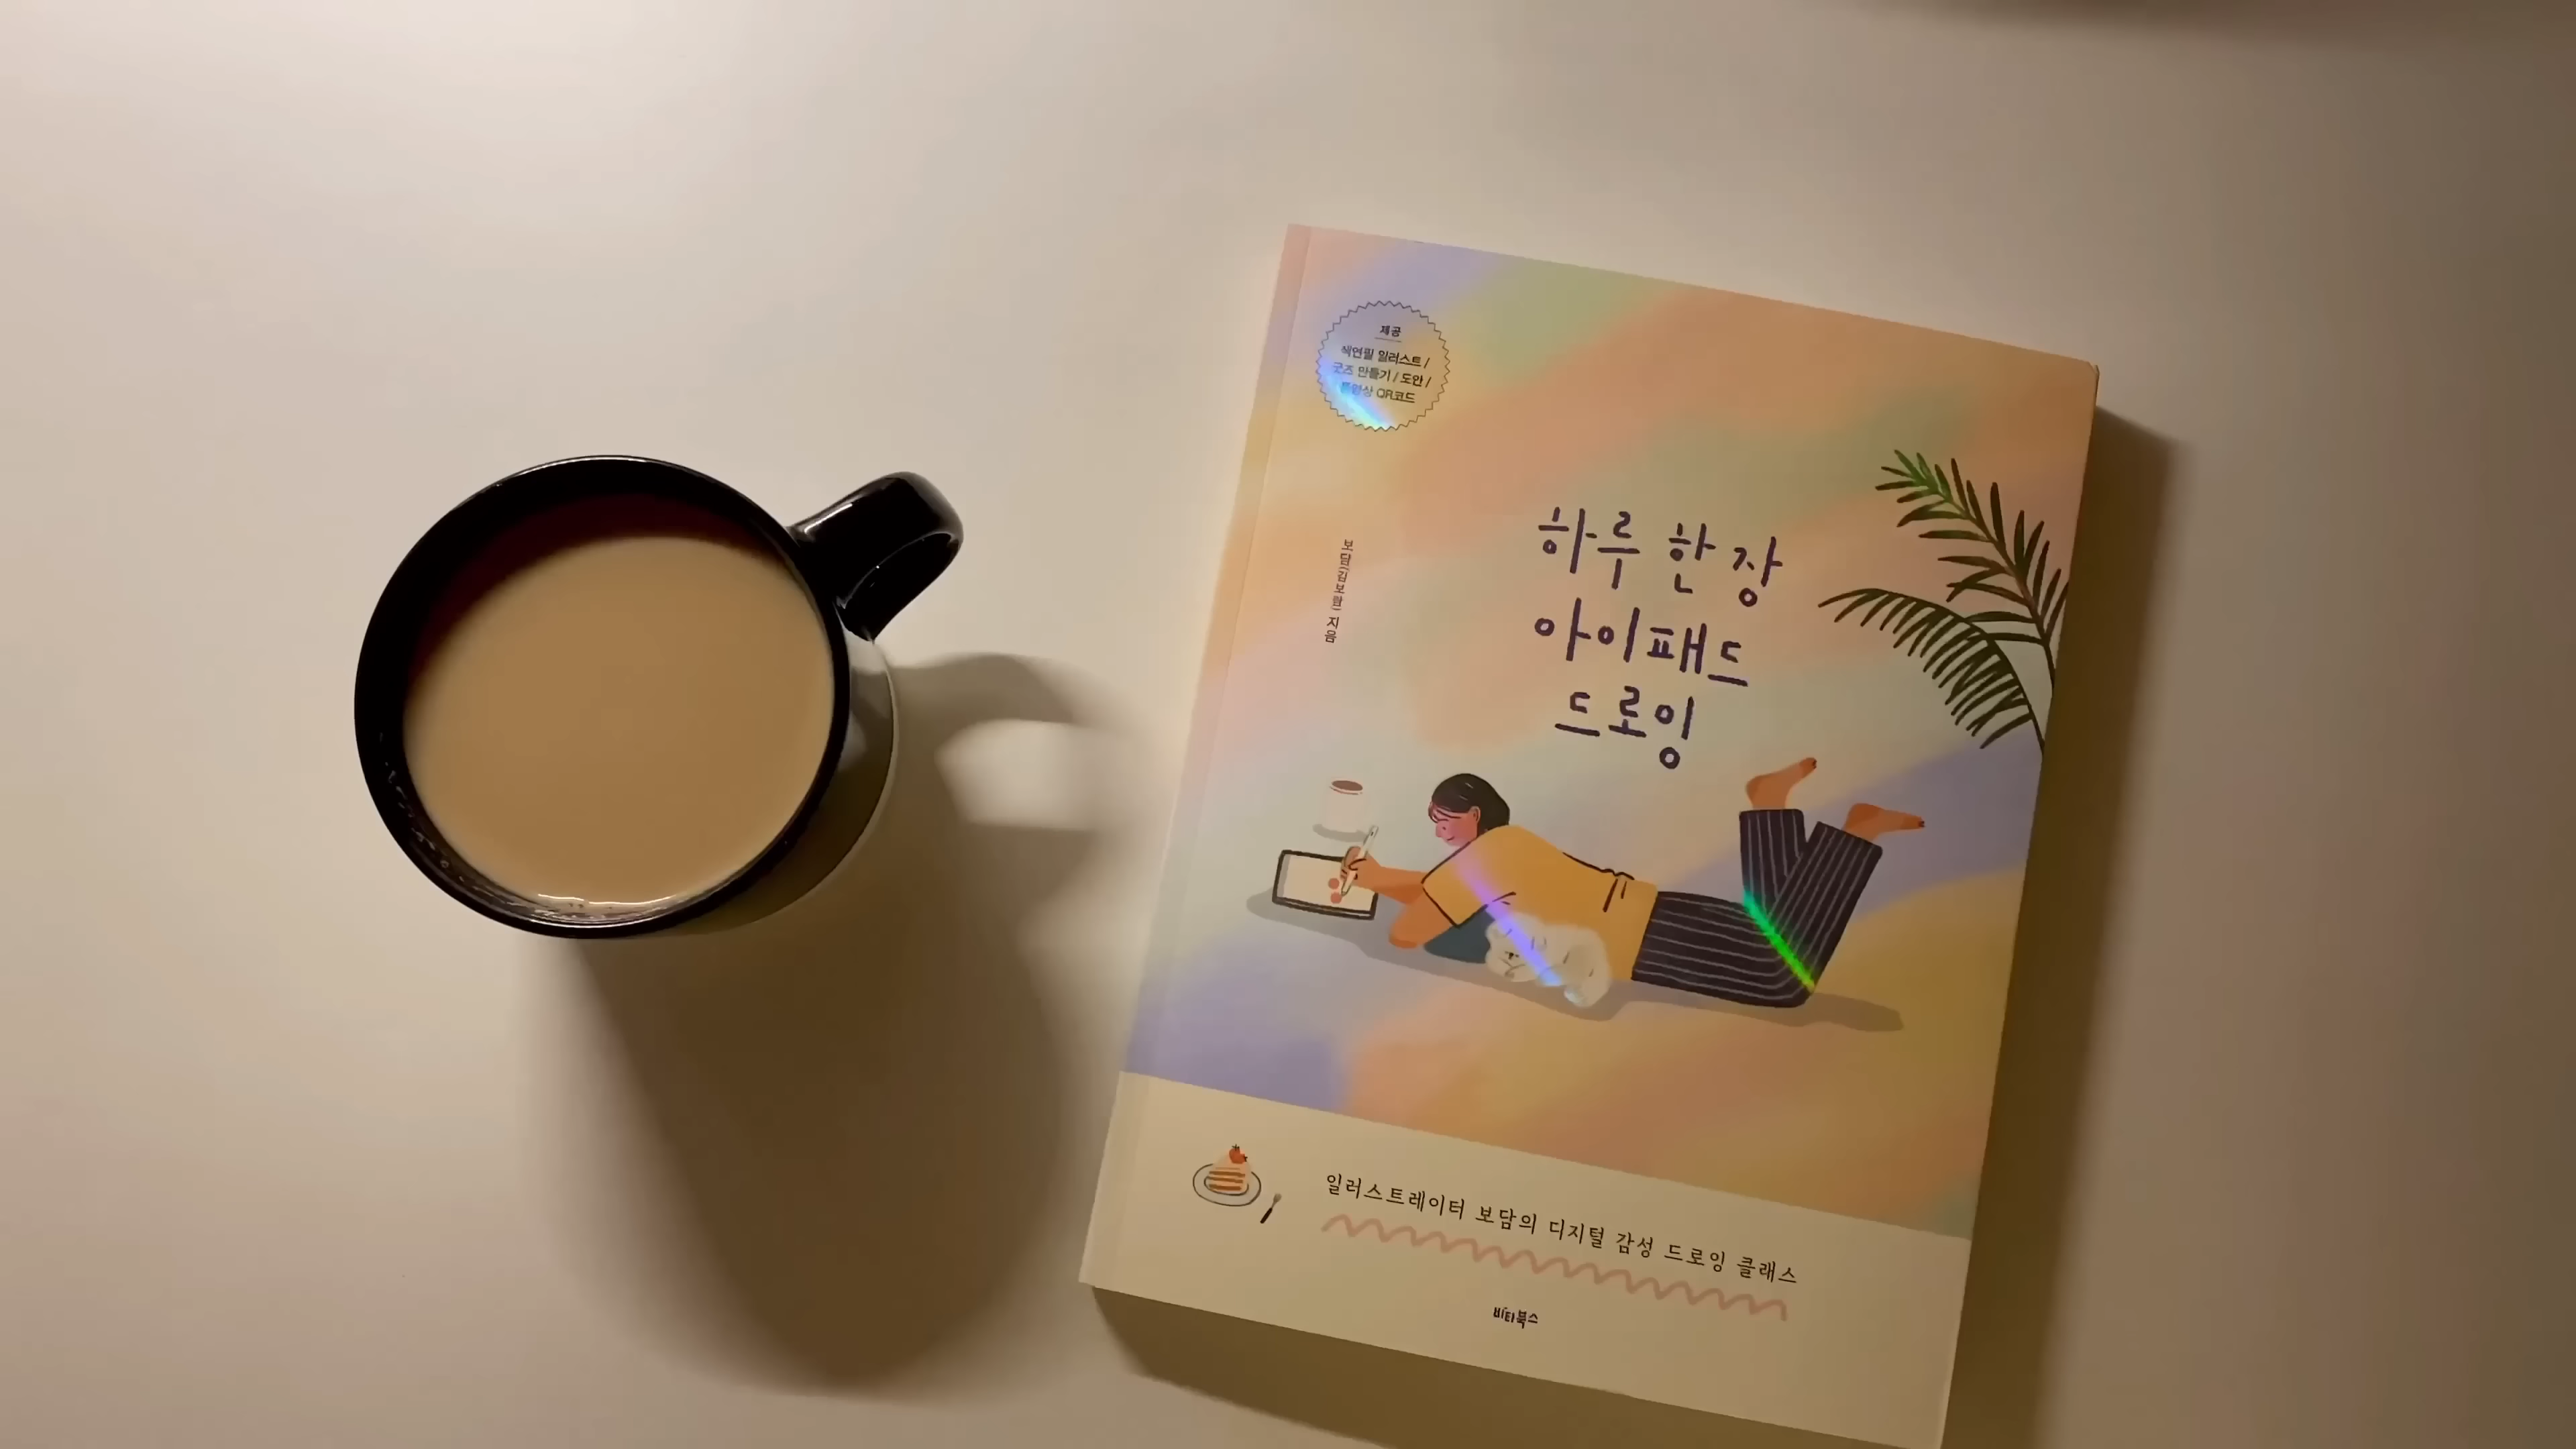 제공
색연필 일러스트 /
굿즈 만들기 / 도안 /
동영상 QR코드
하루 한 장
아이패드
드로잉
보담(김보람) 지음
일러스트레이터 보담의 디지털 감성 드로잉 클래스
비타북스